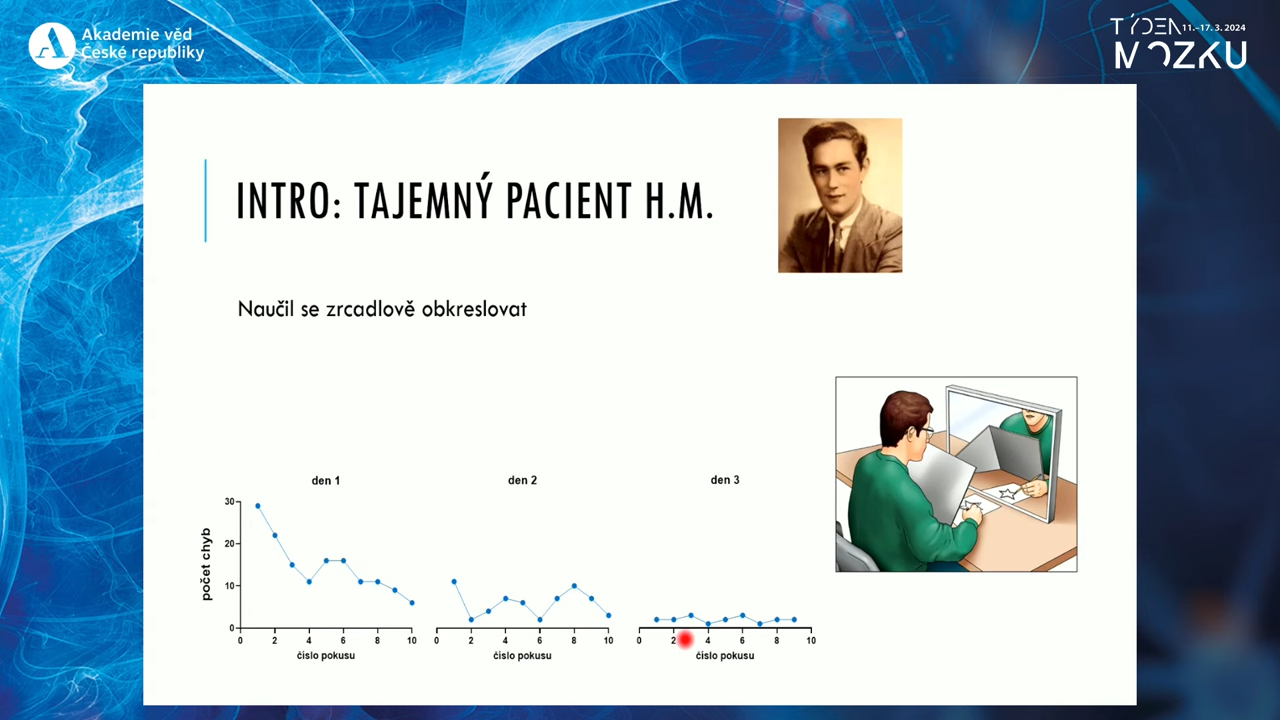 Akademie věd
České republiky
TÝDEN 11.–17. 3. 2024
MOZKU
INTRO: TAJEMNÝ PACIENT H.M.
Naučil se zrcadlově obkreslovat
den 1
den 2
den 3
počet chyb
30
20
10
0
0 2 4 6 8 10
0 2 4 6 8 10
0 2 4 6 8 10
číslo pokusu
číslo pokusu
číslo pokusu